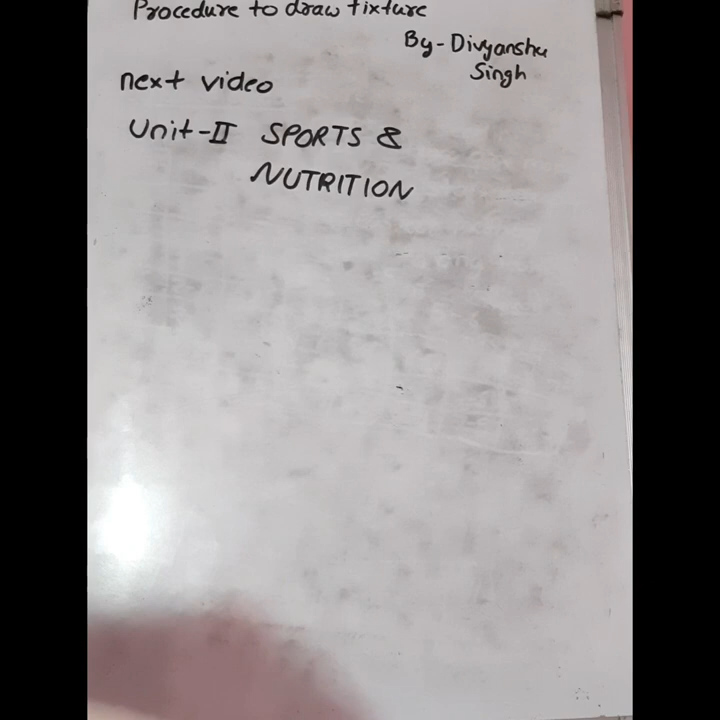 Procedure to draw fixture
By-Divyanshu
Singh
next video
Unit-II SPORTS &
NUTRITION